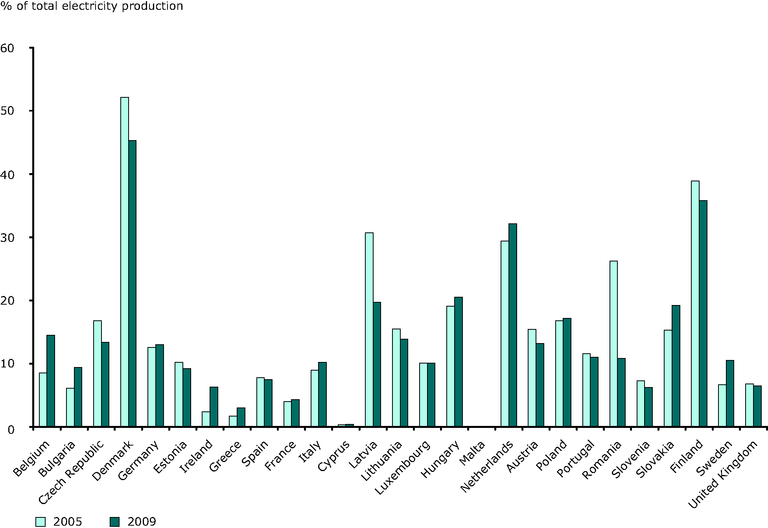 % of total electricity production
60
50
40
30
20
10
0
Belgium
Bulgaria
Czech Republic
Denmark
Germany
Estonia
Ireland
Greece
Spain
France
Italy
Cyprus
Latvia
Lithuania
Luxembourg
Hungary
Malta
Netherlands
Austria
Poland
Portugal
Romania
Slovenia
Slovakia
Finland
Sweden
United Kingdom
2005 2009